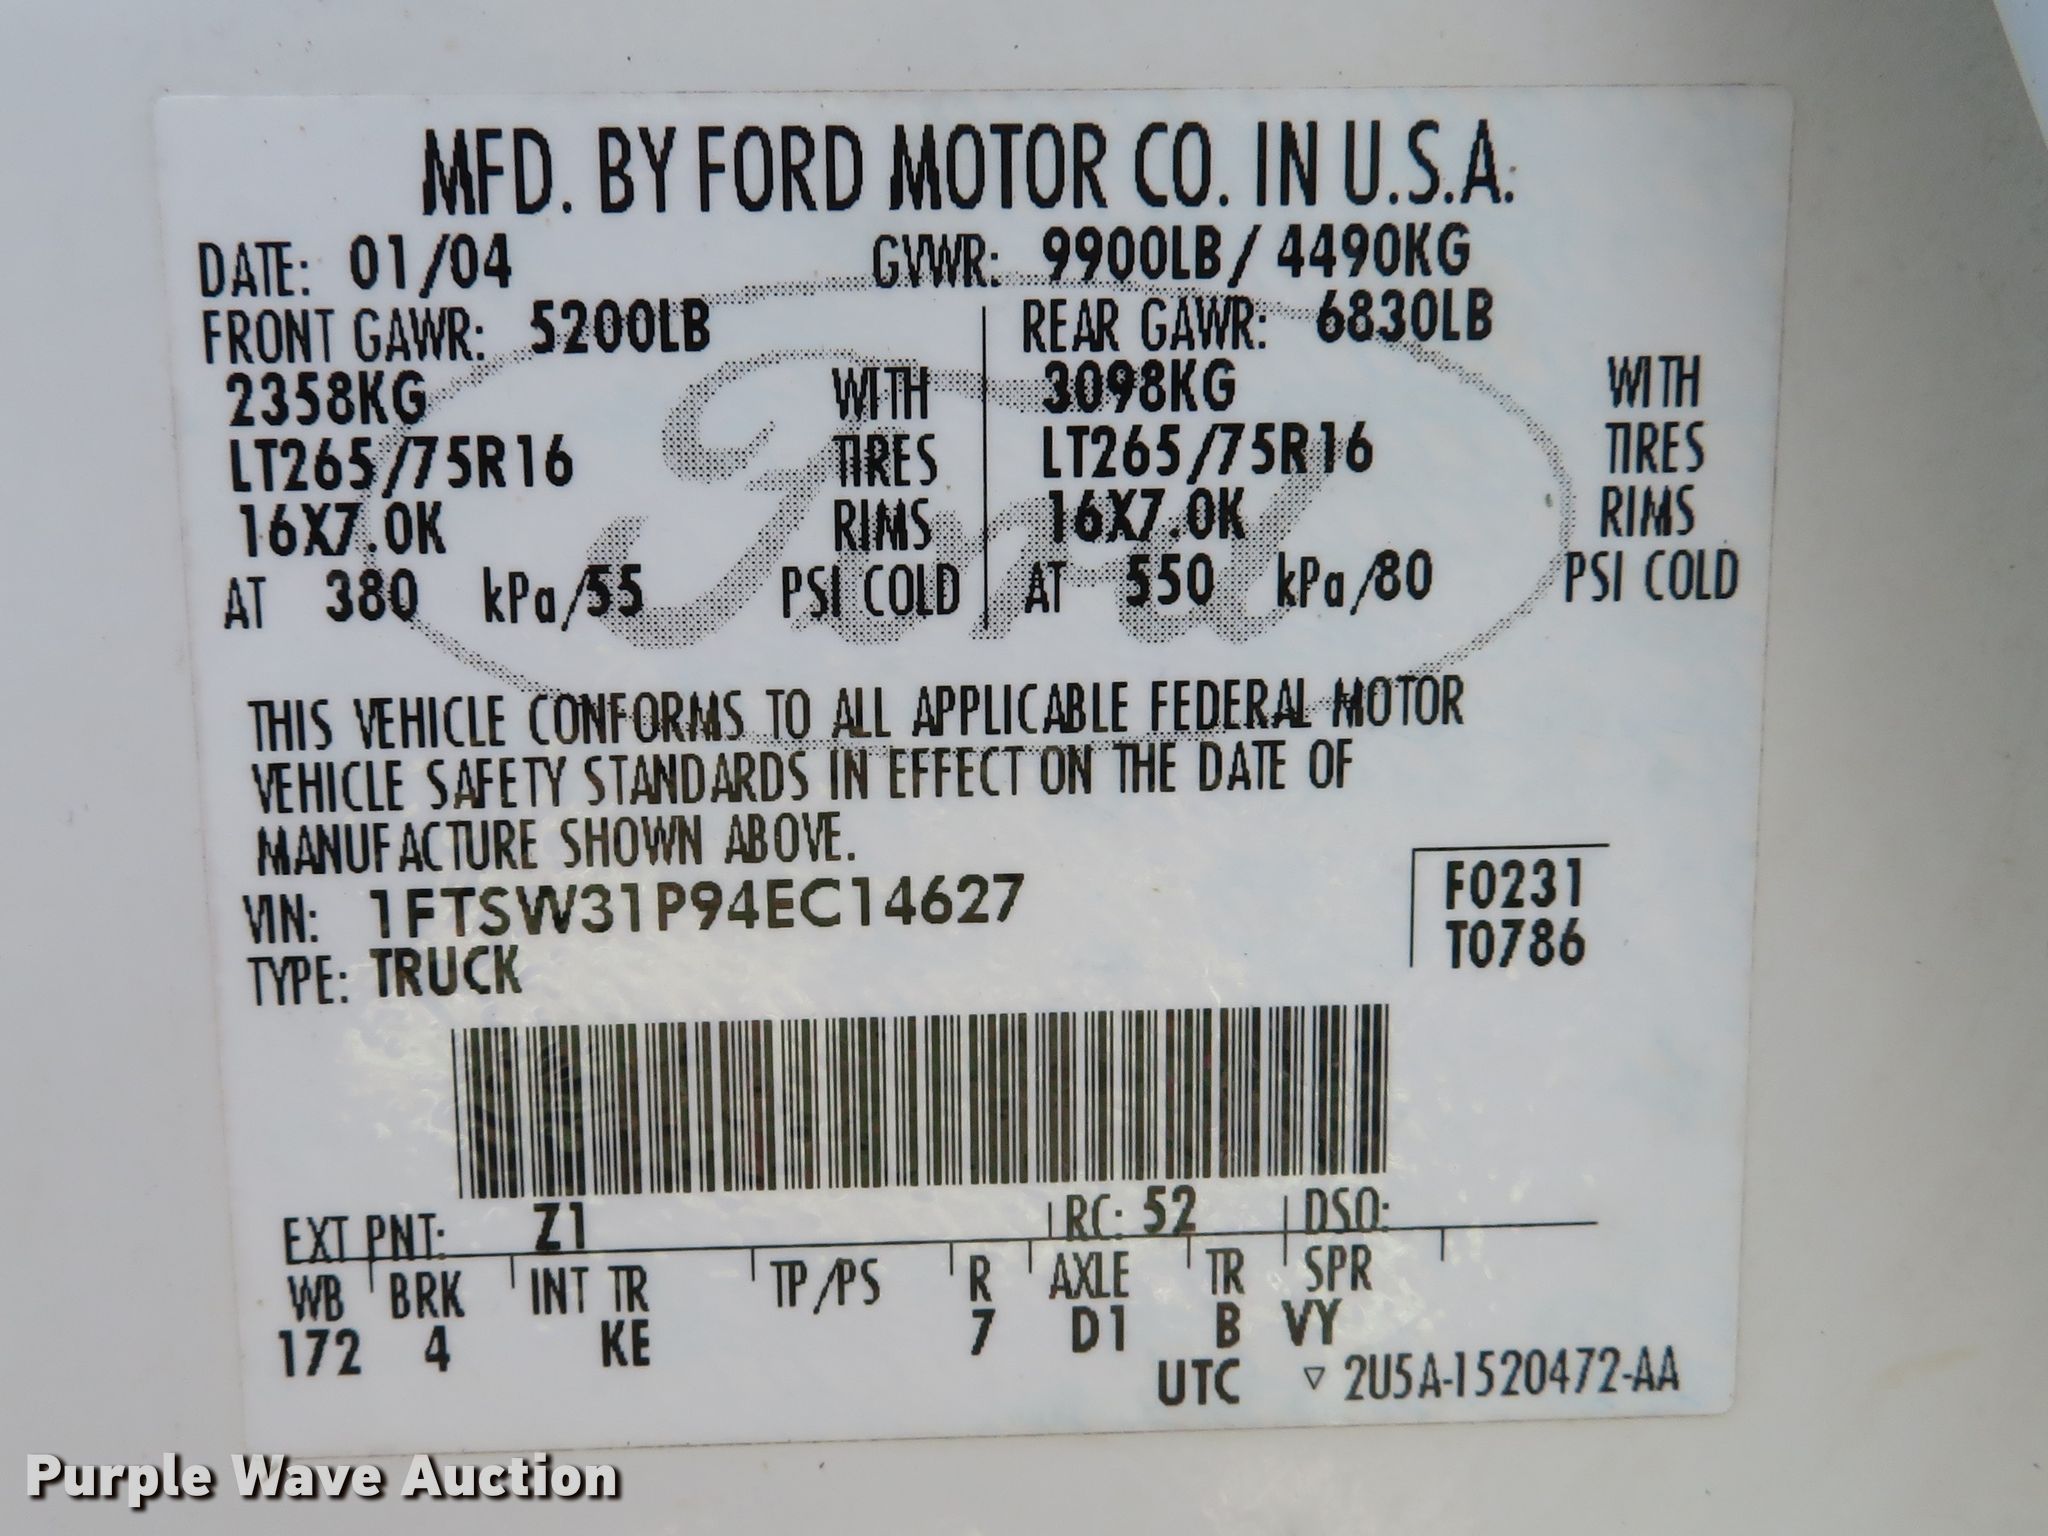 MFD. BY FORD MOTOR CO. IN U.S.A.
DATE: 01/04 GVWR: 9900LB / 4490KG
FRONT GAWR: 5200LB REAR GAWR: 6830LB
2358KG WITH 3098KG WITH
LT265/75R16 TIRES LT265/75R16 TIRES
16X7.0K RIMS 16X7.0K RIMS
AT 380 kPa/55 PSI COLD AT 550 kPa/80 PSI COLD
Ford
THIS VEHICLE CONFORMS TO ALL APPLICABLE FEDERAL MOTOR
VEHICLE SAFETY STANDARDS IN EFFECT ON THE DATE OF
MANUFACTURE SHOWN ABOVE.
VIN: 1FTSW31P94EC14627 F0231
TYPE: TRUCK T0786
EXT PNT: Z1 RC: 52 DSO:
WB BRK INT TR TP/PS R AXLE TR SPR
172 4 KE 7 D1 B VY
UTC ▽ 2U5A-1520472-AA
Purple Wave Auction